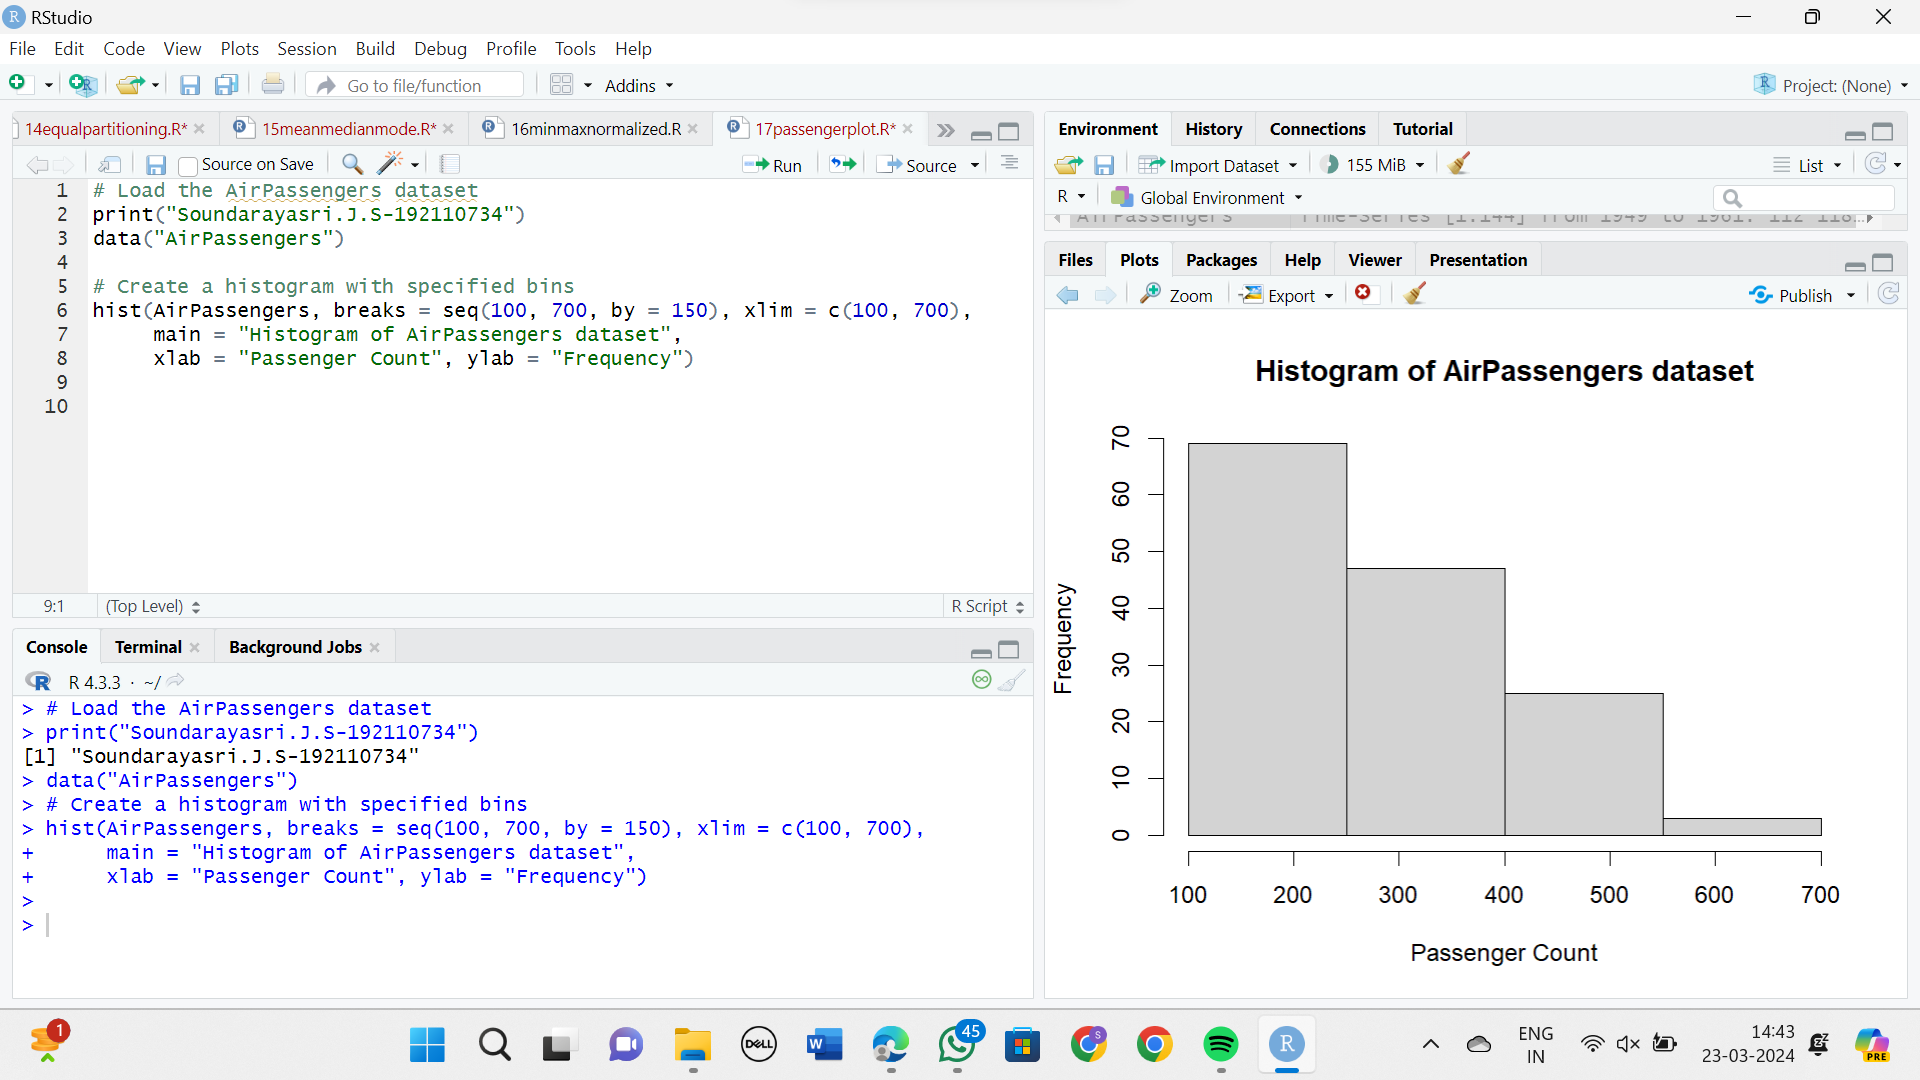 RStudio
File Edit Code View Plots Session Build Debug Profile Tools Help
Go to file/function Addins Project: (None)
14equalpartitioning.R* 15meanmedianmode.R* 16minmaxnormalized.R 17passengerplot.R*
Source on Save Run Source
1 # Load the AirPassengers dataset
2 print("Soundarayasri.J.S-192110734")
3 data("AirPassengers")
4
5 # Create a histogram with specified bins
6 hist(AirPassengers, breaks = seq(100, 700, by = 150), xlim = c(100, 700),
7 main = "Histogram of AirPassengers dataset",
8 xlab = "Passenger Count", ylab = "Frequency")
9
10
9:1 (Top Level) R Script
Console Terminal Background Jobs
R 4.3.3 · ~/
> # Load the AirPassengers dataset
> print("Soundarayasri.J.S-192110734")
[1] "Soundarayasri.J.S-192110734"
> data("AirPassengers")
> # Create a histogram with specified bins
> hist(AirPassengers, breaks = seq(100, 700, by = 150), xlim = c(100, 700),
+ main = "Histogram of AirPassengers dataset",
+ xlab = "Passenger Count", ylab = "Frequency")
>
>
Environment History Connections Tutorial
Import Dataset 155 MiB List
R Global Environment
AirPassengers Time-Series [1:144] from 1949 to 1961: 112 118…
Files Plots Packages Help Viewer Presentation
Zoom Export Publish
Histogram of AirPassengers dataset
Frequency
70
60
50
40
30
20
10
0
100 200 300 400 500 600 700
Passenger Count
1
DELL
W
45
S
R
ENG
IN
14:43
23-03-2024
PRE